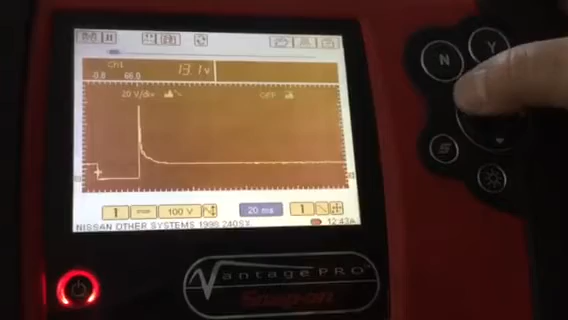 Ch1
-0.8 66.0 13.1 v
20 V/div OFF
1 100 V 20 ms 1
NISSAN OTHER SYSTEMS 1998 240SX 12:43A
N
Y
S
VantagePRO
Snap-on